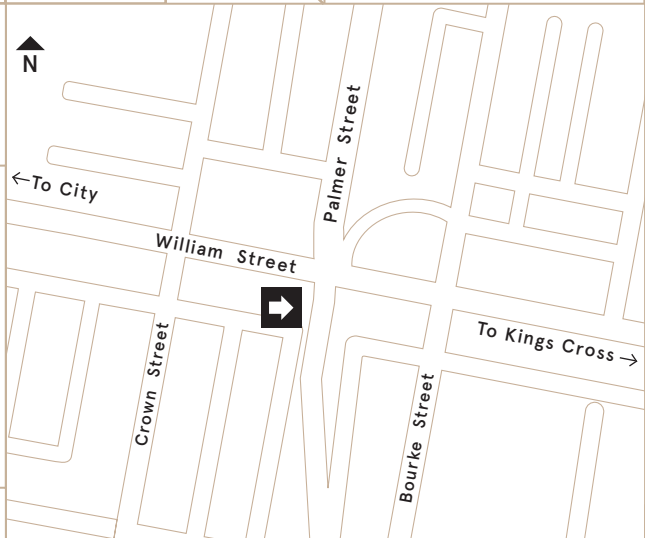 N
Palmer Street
←To City
William Street
To Kings Cross→
Crown Street
Bourke Street